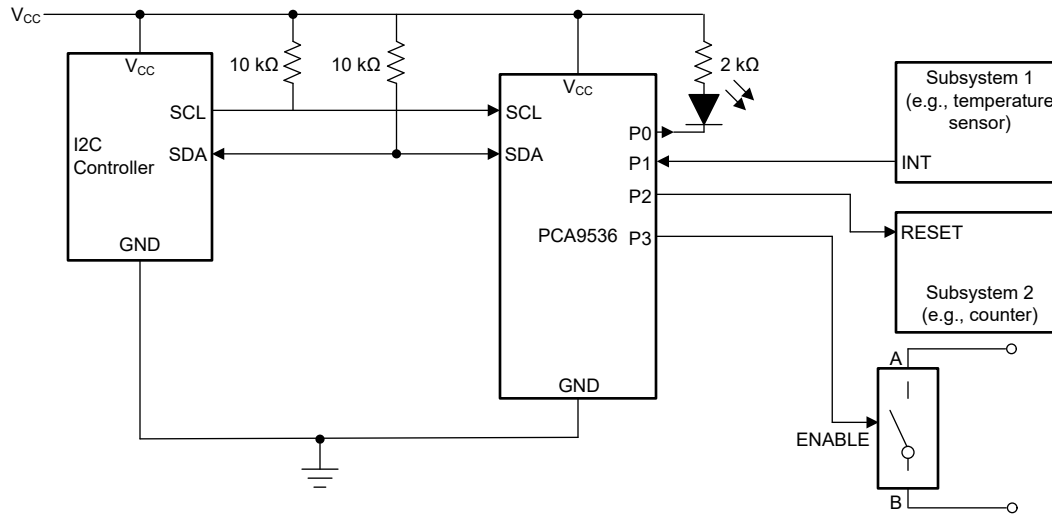 VCC
10 kΩ
10 kΩ
2 kΩ
VCC
SCL
I2C
Controller
SDA
GND
VCC
SCL
SDA
P0
P1
P2
P3
PCA9536
GND
Subsystem 1
(e.g., temperature
sensor)
INT
RESET
Subsystem 2
(e.g., counter)
A
ENABLE
B